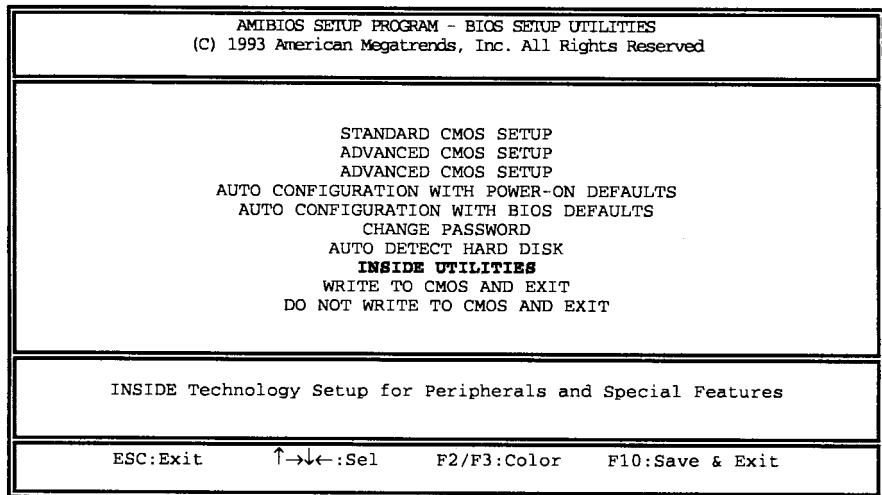 AMIBIOS SETUP PROGRAM - BIOS SETUP UTILITIES
(C) 1993 American Megatrends, Inc. All Rights Reserved
STANDARD CMOS SETUP
ADVANCED CMOS SETUP
ADVANCED CMOS SETUP
AUTO CONFIGURATION WITH POWER-ON DEFAULTS
AUTO CONFIGURATION WITH BIOS DEFAULTS
CHANGE PASSWORD
AUTO DETECT HARD DISK
INSIDE UTILITIES
WRITE TO CMOS AND EXIT
DO NOT WRITE TO CMOS AND EXIT
INSIDE Technology Setup for Peripherals and Special Features
ESC:Exit ↑→↓←:Sel F2/F3:Color F10:Save & Exit